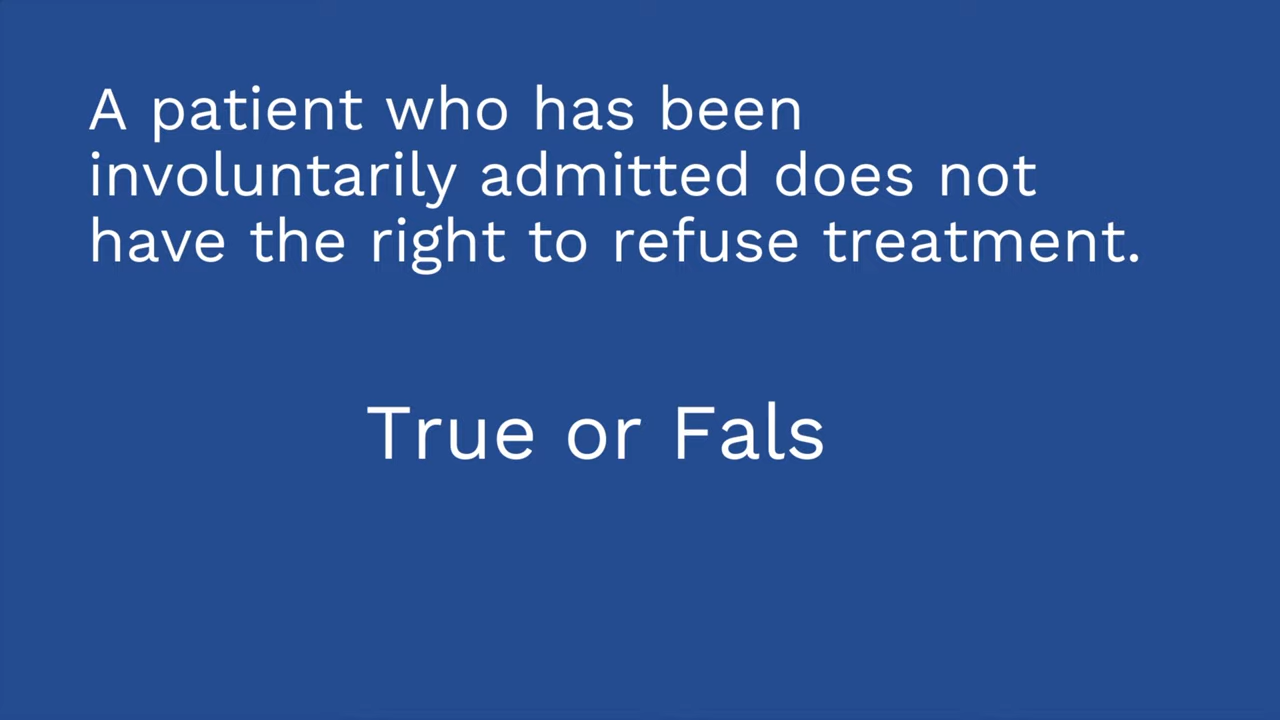 A patient who has been
involuntarily admitted does not
have the right to refuse treatment.
True or Fals